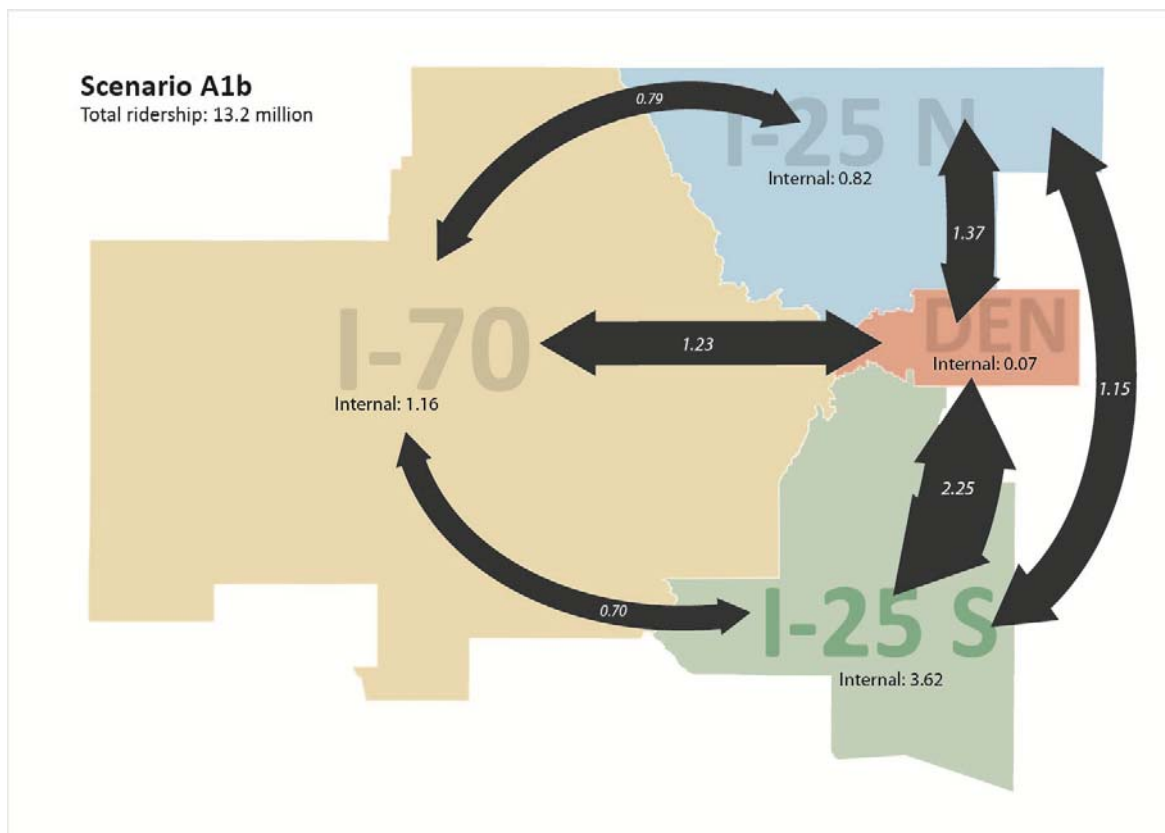 Scenario A1b
Total ridership: 13.2 million
0.79
I-25 N
Internal: 0.82
1.37
I-70
1.23
DEN
Internal: 0.07
Internal: 1.16
1.15
2.25
0.70
I-25 S
Internal: 3.62